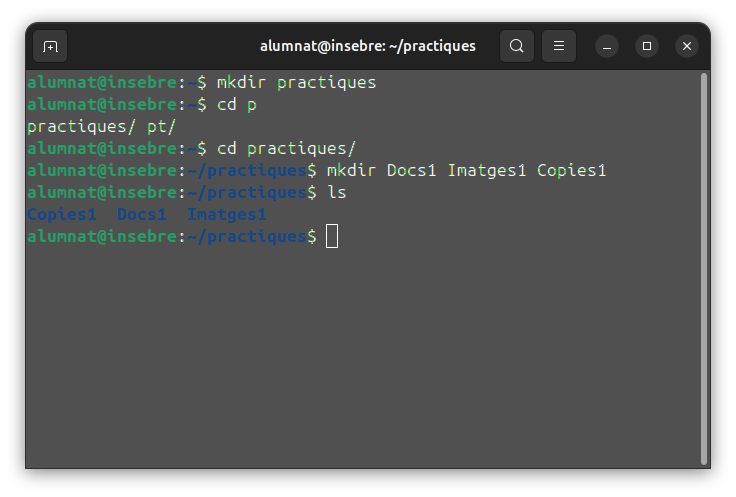 alumnat@insebre: ~/practiques
alumnat@insebre:~$ mkdir practiques
alumnat@insebre:~$ cd p
practiques/ pt/
alumnat@insebre:~$ cd practiques/
alumnat@insebre:~/practiques$ mkdir Docs1 Imatges1 Copies1
alumnat@insebre:~/practiques$ ls
Copies1  Docs1  Imatges1
alumnat@insebre:~/practiques$